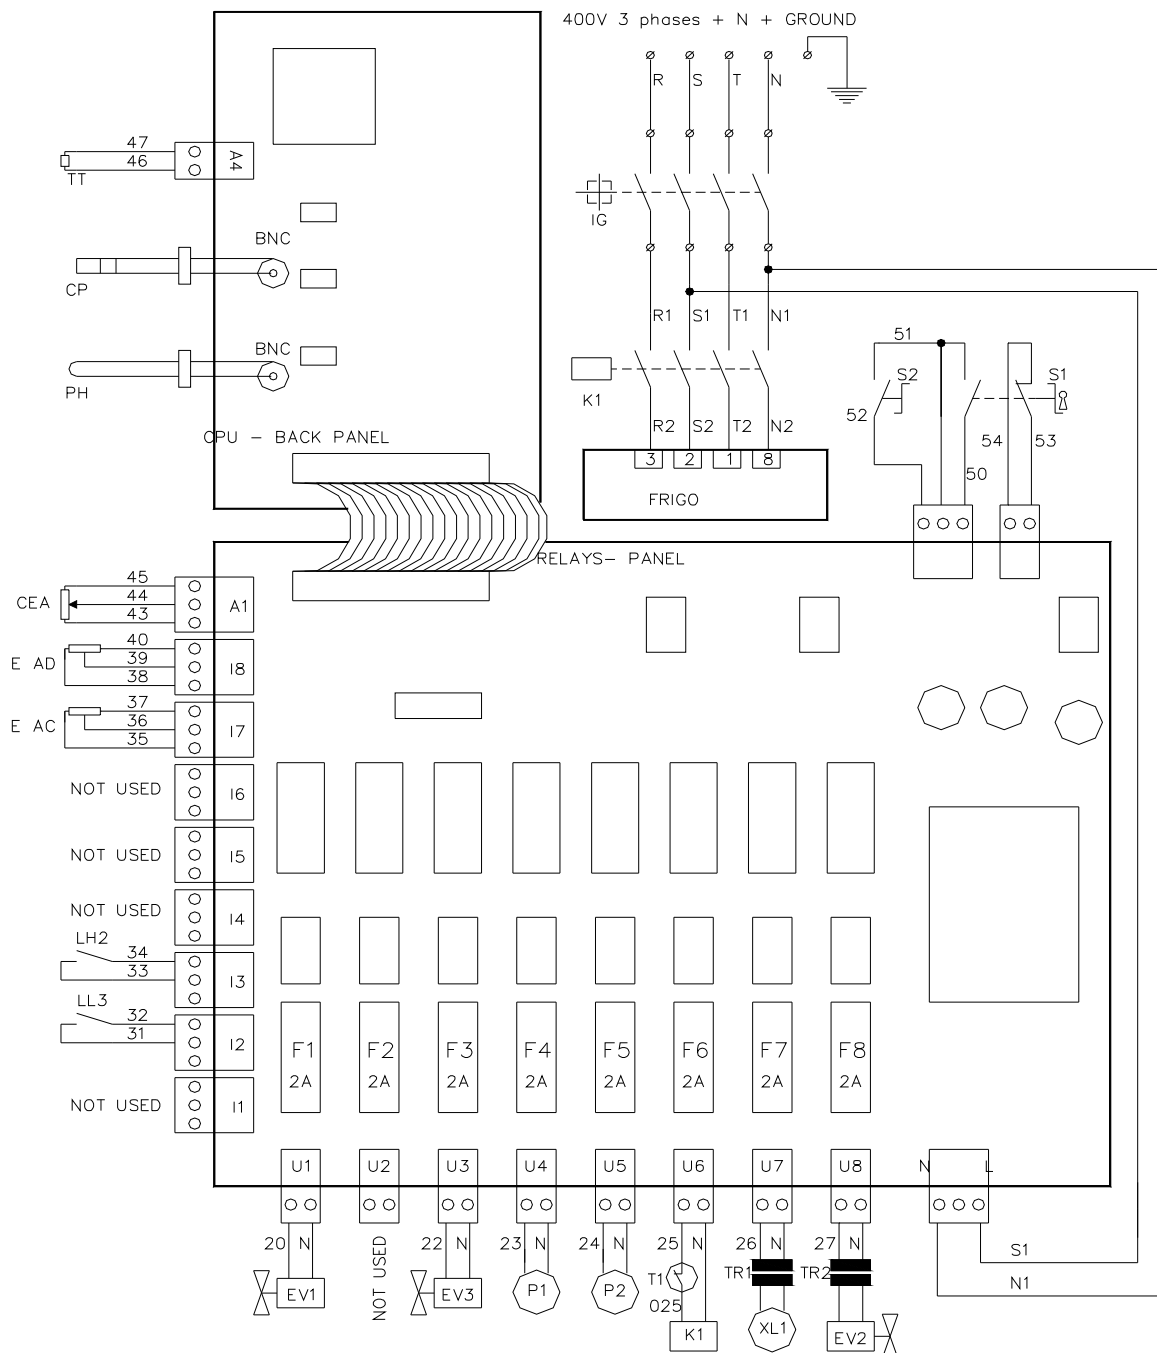 400V 3 phases + N + GROUND
R S T N
47
46
A4
TT
IG
BNC
CP
R1 S1 T1 N1
51
BNC
S2 S1
PH
K1
52
R2 S2 T2 N2
CPU - BACK PANEL
54 53
3 2 1 8
50
FRIGO
RELAYS- PANEL
45
CEA 44 A1
43
40
E AD 39 I8
38
37
E AC 36 I7
35
NOT USED I6
NOT USED I5
NOT USED I4
LH2
34
33 I3
LL3
32
31 I2
F1 F2 F3 F4 F5 F6 F7 F8
2A 2A 2A 2A 2A 2A 2A 2A
NOT USED I1
U1 U2 U3 U4 U5 U6 U7 U8 N L
20 N NOT USED 22 N 23 N 24 N 25 N 26 N 27 N
S1
T1 TR1 TR2
N1
EV1 EV3 P1 P2
025
K1 XL1 EV2